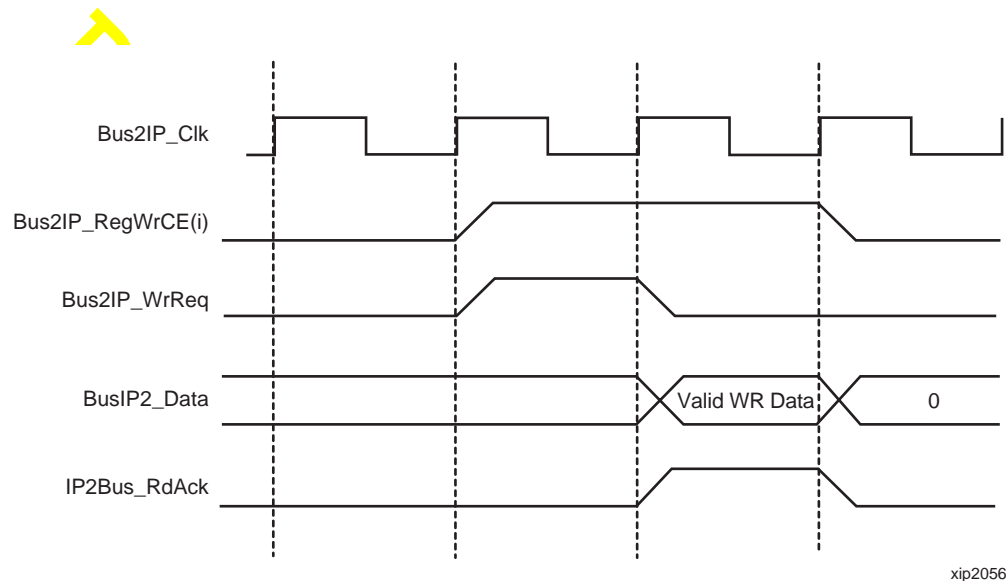 Bus2IP_Clk
Bus2IP_RegWrCE(i)
Bus2IP_WrReq
BusIP2_Data
Valid WR Data
0
IP2Bus_RdAck
xip2056